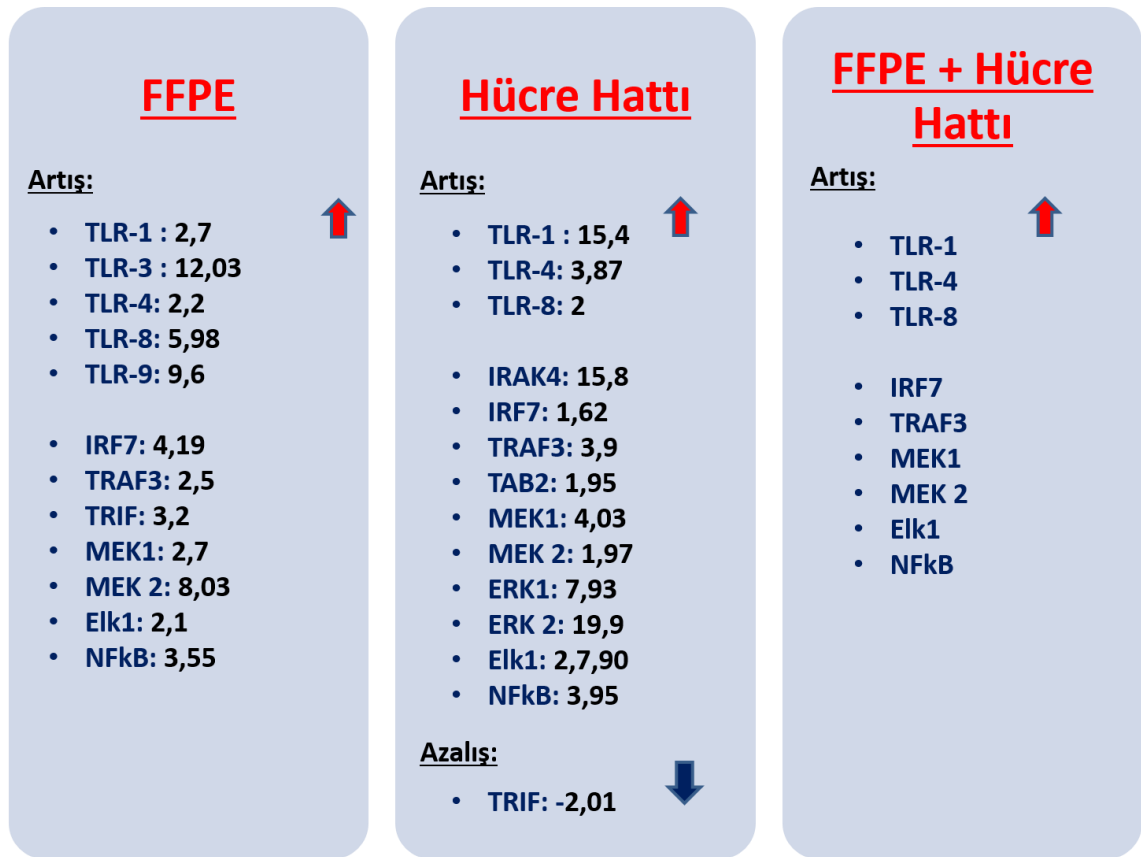 FFPE
Artış:
• TLR-1 : 2,7
• TLR-3 : 12,03
• TLR-4: 2,2
• TLR-8: 5,98
• TLR-9: 9,6
• IRF7: 4,19
• TRAF3: 2,5
• TRIF: 3,2
• MEK1: 2,7
• MEK 2: 8,03
• Elk1: 2,1
• NFkB: 3,55
Hücre Hattı
Artış:
• TLR-1 : 15,4
• TLR-4: 3,87
• TLR-8: 2
• IRAK4: 15,8
• IRF7: 1,62
• TRAF3: 3,9
• TAB2: 1,95
• MEK1: 4,03
• MEK 2: 1,97
• ERK1: 7,93
• ERK 2: 19,9
• Elk1: 2,7,90
• NFkB: 3,95
Azalış:
• TRIF: -2,01
FFPE + Hücre
Hattı
Artış:
• TLR-1
• TLR-4
• TLR-8
• IRF7
• TRAF3
• MEK1
• MEK 2
• Elk1
• NFkB